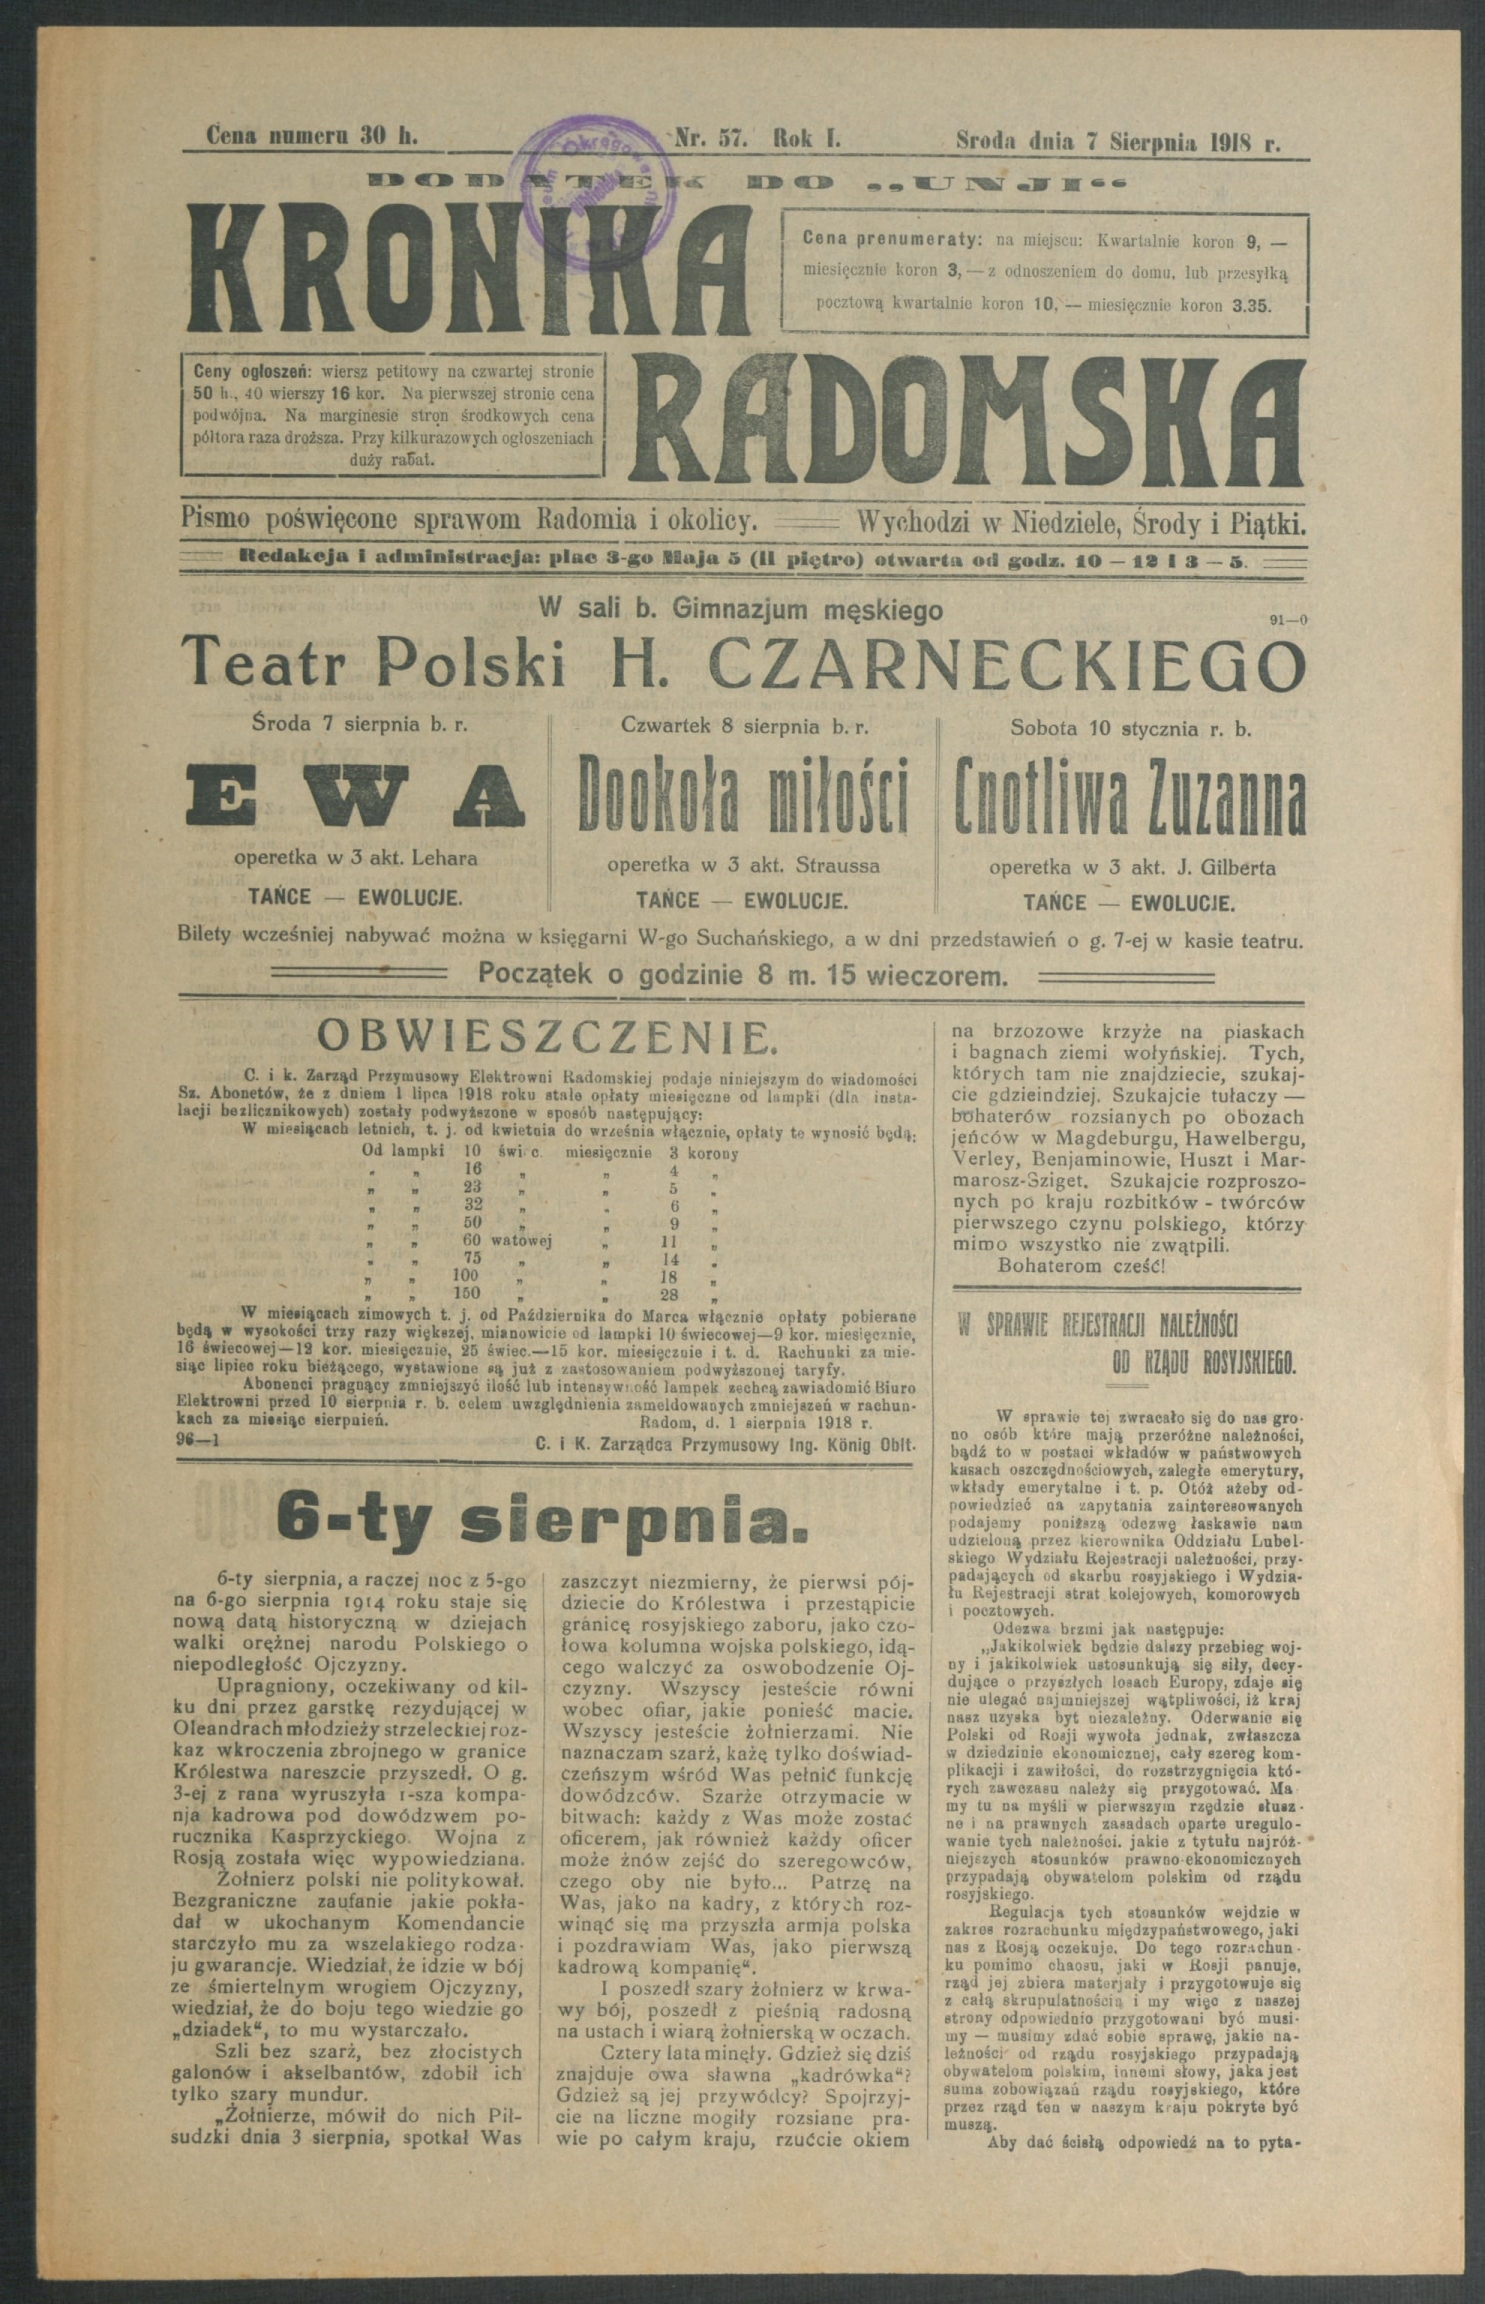 Cena numeru 30 h.
Nr. 57. Rok I.
Sroda dnia 7 Sierpnia 1918 r.
DODATEK DO „UNJI“
KRONIKA
Cena prenumeraty: na miejscu: Kwartalnie koron 9, —
miesięcznie koron 3, — z odnoszeniem do domu, lub przesyłką
pocztową kwartalnie koron 10, — miesięcznie koron 3.35.
Ceny ogłoszeń: wiersz petitowy na czwartej stronie
50 h., 40 wierszy 16 kor. Na pierwszej stronie cena
podwójna. Na marginesie stron środkowych cena
półtora raza droższa. Przy kilkurazowych ogłoszeniach
duży rabat.
RADOMSKA
Pismo poświęcone sprawom Radomia i okolicy.
Wychodzi w Niedziele, Środy i Piątki.
Redakcja i administracja: plac 3-go Maja 5 (II piętro) otwarta od godz. 10 — 12 i 3 — 5.
W sali b. Gimnazjum męskiego
91—0
Teatr Polski H. CZARNECKIEGO
Środa 7 sierpnia b. r.
EWA
operetka w 3 akt. Lehara
TAŃCE — EWOLUCJE.
Czwartek 8 sierpnia b. r.
Dookoła miłości
operetka w 3 akt. Straussa
TAŃCE — EWOLUCJE.
Sobota 10 stycznia r. b.
Cnotliwa Zuzanna
operetka w 3 akt. J. Gilberta
TAŃCE — EWOLUCJE.
Bilety wcześniej nabywać można w księgarni W-go Suchańskiego, a w dni przedstawień o g. 7-ej w kasie teatru.
Początek o godzinie 8 m. 15 wieczorem.
OBWIESZCZENIE.
C. i k. Zarząd Przymusowy Elektrowni Radomskiej podaje niniejszym do wiadomości
Sz. Abonetów, że z dniem 1 lipca 1918 roku stałe opłaty miesięczne od lampki (dla insta-
lacji bezlicznikowych) zostały podwyższone w sposób następujący:
W miesiącach letnich, t. j. od kwietnia do września włącznie, opłaty te wynosić będą:
Od lampki 10 świec. miesięcznie 3 korony
„ „ 16 „ „ 4 „
„ „ 23 „ „ 5 „
„ „ 32 „ „ 6 „
„ „ 50 „ „ 9 „
„ „ 60 watowej „ 11 „
„ „ 75 „ „ 14 „
„ „ 100 „ „ 18 „
„ „ 150 „ „ 28 „
W miesiącach zimowych t. j. od Października do Marca włącznie opłaty pobierane
będą w wysokości trzy razy większej, mianowicie od lampki 10 świecowej—9 kor. miesięcznie,
16 świecowej—12 kor. miesięcznie, 25 świec.—15 kor. miesięcznie i t. d. Rachunki za mie-
siąc lipiec roku bieżącego, wystawione są już z zastosowaniem podwyższonej taryfy.
Abonenci pragnący zmniejszyć ilość lub intensywność lampek zechcą zawiadomić Biuro
Elektrowni przed 10 sierpnia r. b. celem uwzględnienia zameldowanych zmniejszeń w rachun-
kach za miesiąc sierpnień. Radom, d. 1 sierpnia 1918 r.
96—1 C. i K. Zarządca Przymusowy Ing. König Oblt.
6-ty sierpnia.
6-ty sierpnia, a raczej noc z 5-go
na 6-go sierpnia 1914 roku staje się
nową datą historyczną w dziejach
walki orężnej narodu Polskiego o
niepodległość Ojczyzny.
Upragniony, oczekiwany od kil-
ku dni przez garstkę rezydującej w
Oleandrach młodzieży strzeleckiej roz-
kaz wkroczenia zbrojnego w granice
Królestwa nareszcie przyszedł. O g.
3-ej z rana wyruszyła 1-sza kompa-
nja kadrowa pod dowódzwem po-
rucznika Kasprzyckiego. Wojna z
Rosją została więc wypowiedziana.
Żołnierz polski nie politykował.
Bezgraniczne zaufanie jakie pokła-
dał w ukochanym Komendancie
starczyło mu za wszelakiego rodza-
ju gwarancje. Wiedział, że idzie w bój
ze śmiertelnym wrogiem Ojczyzny,
wiedział, że do boju tego wiedzie go
„dziadek“, to mu wystarczało.
Szli bez szarż, bez złocistych
galonów i akselbantów, zdobił ich
tylko szary mundur.
„Żołnierze, mówił do nich Pił-
sudzki dnia 3 sierpnia, spotkał Was
zaszczyt niezmierny, że pierwsi pój-
dziecie do Królestwa i przestąpicie
granicę rosyjskiego zaboru, jako czo-
łowa kolumna wojska polskiego, idą-
cego walczyć za oswobodzenie Oj-
czyzny. Wszyscy jesteście równi
wobec ofiar, jakie ponieść macie.
Wszyscy jesteście żołnierzami. Nie
naznaczam szarż, każę tylko doświad-
czeńszym wśród Was pełnić funkcję
dowódzców. Szarże otrzymacie w
bitwach: każdy z Was może zostać
oficerem, jak również każdy oficer
może żnów zejść do szeregowców,
czego oby nie było... Patrzę na
Was, jako na kadry, z których roz-
winąć się ma przyszła armja polska
i pozdrawiam Was, jako pierwszą
kadrową kompanię“.
I poszedł szary żołnierz w krwa-
wy bój, poszedł z pieśnią radosną
na ustach i wiarą żołnierską w oczach.
Cztery lata minęły. Gdzież się dziś
znajduje owa sławna „kadrówka“?
Gdzież są jej przywódcy? Spojrzyj-
cie na liczne mogiły rozsiane pra-
wie po całym kraju, rzućcie okiem
na brzozowe krzyże na piaskach
i bagnach ziemi wołyńskiej. Tych,
których tam nie znajdziecie, szukaj-
cie gdzieindziej. Szukajcie tułaczy —
bohaterów rozsianych po obozach
jeńców w Magdeburgu, Hawelbergu,
Verley, Benjaminowie, Huszt i Mar-
marosz-Sziget. Szukajcie rozproszo-
nych po kraju rozbitków - twórców
pierwszego czynu polskiego, którzy
mimo wszystko nie zwątpili.
Bohaterom cześć!
W SPRAWIE REJESTRACJI NALEŻNOŚCI
OD RZĄDU ROSYJSKIEGO.
W sprawie tej zwracało się do nas gro-
no osób które mają przeróżne należności,
bądź to w postaci wkładów w państwowych
kasach oszczędnościowych, zaległe emerytury,
wkłady emerytalne i t. p. Otóż ażeby od-
powiedzieć na zapytania zainteresowanych
podajemy poniższą odezwę łaskawie nam
udzieloną przez kierownika Oddziału Lubel-
skiego Wydziału Rejestracji należności, przy-
padających od skarbu rosyjskiego i Wydzia-
łu Rejestracji strat kolejowych, komorowych
i pocztowych.
Odezwa brzmi jak następuje:
„Jakikolwiek będzie dalszy przebieg woj-
ny i jakikolwiek ustosunkują się siły, decy-
dujące o przyszłych losach Europy, zdaje się
nie ulegać najmniejszej wątpliwości, iż kraj
nasz uzyska byt niezależny. Oderwanie się
Polski od Rosji wywoła jednak, zwłaszcza
w dziedzinie ekonomicznej, cały szereg kom-
plikacji i zawiłości, do rozstrzygnięcia któ-
rych zawczasu należy się przygotować. Ma
my tu na myśli w pierwszym rzędzie słusz-
ne i na prawnych zasadach oparte uregulo-
wanie tych należności. jakie z tytułu najróż-
niejszych stosunków prawno-ekonomicznych
przypadają obywatelom polskim od rządu
rosyjskiego.
Regulacja tych stosunków wejdzie w
zakres rozrachunku międzypaństwowego, jaki
nas z Rosją oczekuje. Do tego rozrachun-
ku pomimo chaosu, jaki w Rosji panuje,
rząd jej zbiera materjały i przygotowuje się
z całą skrupulatnością i my więc z naszej
strony odpowiednio przygotowani być musi-
my — musimy zdać sobie sprawę, jakie na-
leżności od rządu rosyjskiego przypadają
obywatelom polskim, innemi słowy, jaka jest
suma zobowiązań rządu rosyjskiego, które
przez rząd ten w naszym kraju pokryte być
muszą.
Aby dać ścisłą odpowiedź na to pyta-